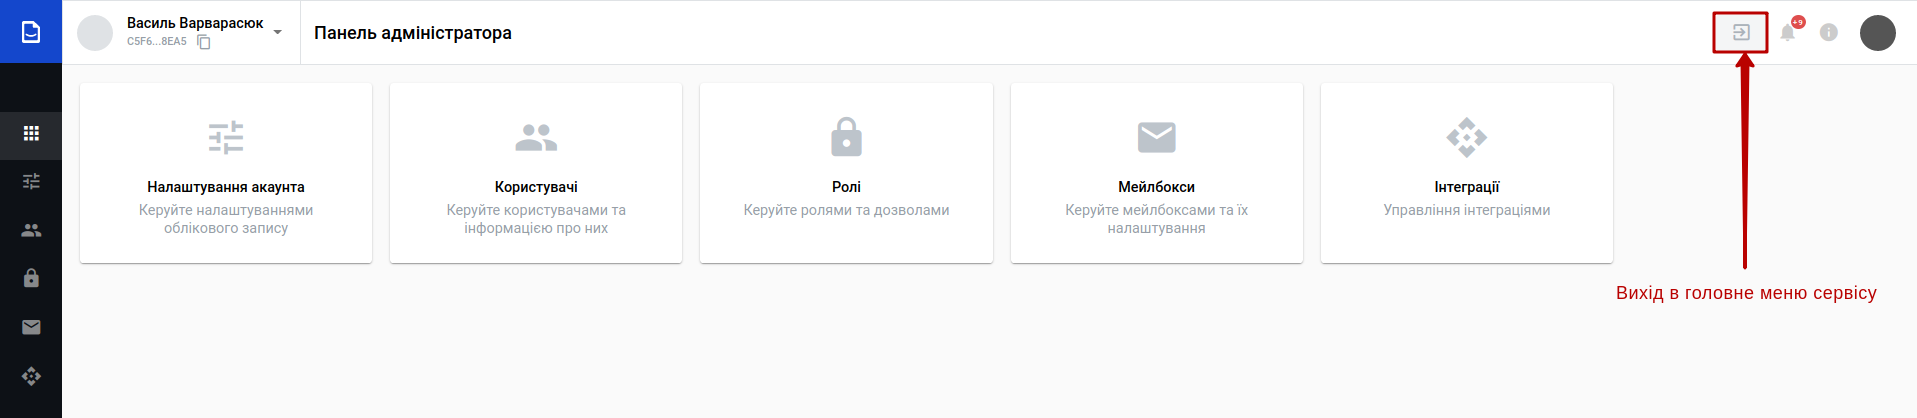 Василь Варварасюк
C5F6...8EA5
Панель адміністратора
+9
Налаштування акаунта
Керуйте налаштуваннями
облікового запису
Користувачі
Керуйте користувачами та
інформацією про них
Ролі
Керуйте ролями та дозволами
Мейлбокси
Керуйте мейлбоксами та їх
налаштування
Інтеграції
Управління інтеграціями
Вихід в головне меню сервісу